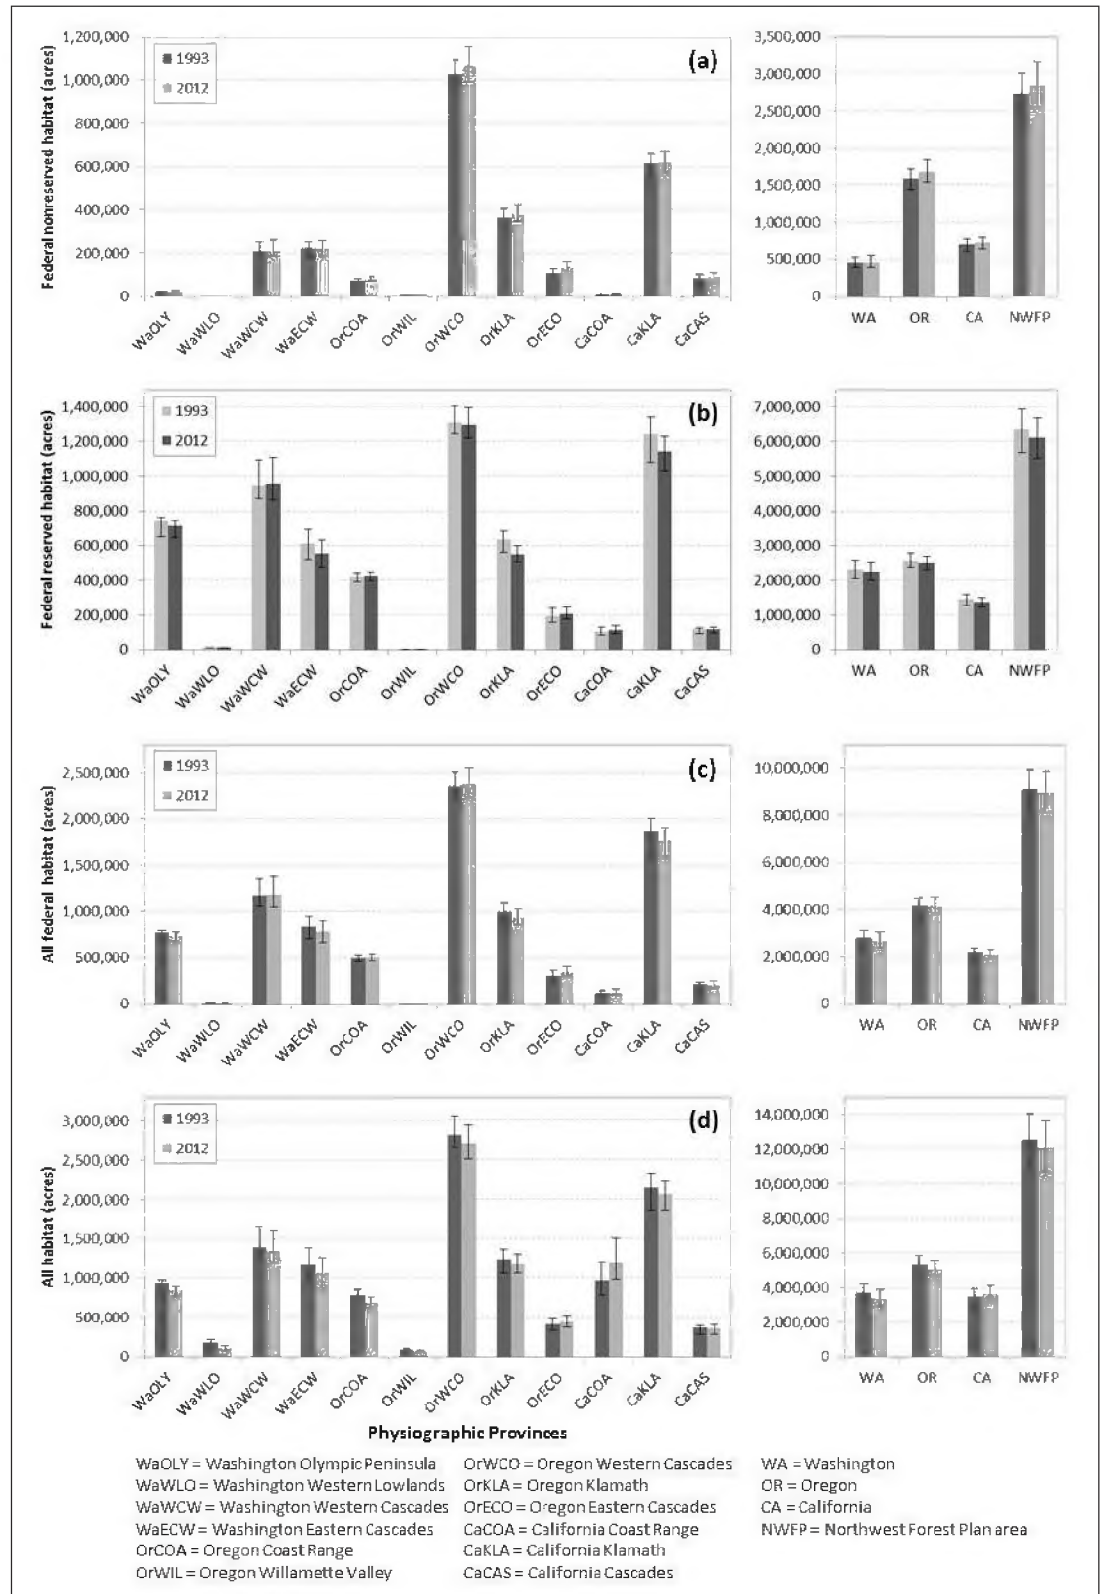 Federal nonreserved habitat (acres)
1,200,000
1,000,000
800,000
600,000
400,000
200,000
0
1993
2012
(a)
WaOLY
WaWLO
WaWCW
WaECW
OrCOA
OrWIL
OrWCO
OrKLA
OrECO
CaCOA
CaKLA
CaCAS
3,500,000
3,000,000
2,500,000
2,000,000
1,500,000
1,000,000
500,000
0
WA
OR
CA
NWFP
Federal reserved habitat (acres)
1,400,000
1,200,000
1,000,000
800,000
600,000
400,000
200,000
0
1993
2012
(b)
WaOLY
WaWLO
WaWCW
WaECW
OrCOA
OrWIL
OrWCO
OrKLA
OrECO
CaCOA
CaKLA
CaCAS
7,000,000
6,000,000
5,000,000
4,000,000
3,000,000
2,000,000
1,000,000
0
WA
OR
CA
NWFP
All federal habitat (acres)
2,500,000
2,000,000
1,500,000
1,000,000
500,000
0
1993
2012
(c)
WaOLY
WaWLO
WaWCW
WaECW
OrCOA
OrWIL
OrWCO
OrKLA
OrECO
CaCOA
CaKLA
CaCAS
10,000,000
8,000,000
6,000,000
4,000,000
2,000,000
0
WA
OR
CA
NWFP
All habitat (acres)
3,000,000
2,500,000
2,000,000
1,500,000
1,000,000
500,000
0
1993
2012
(d)
WaOLY
WaWLO
WaWCW
WaECW
OrCOA
OrWIL
OrWCO
OrKLA
OrECO
CaCOA
CaKLA
CaCAS
14,000,000
12,000,000
10,000,000
8,000,000
6,000,000
4,000,000
2,000,000
0
WA
OR
CA
NWFP
Physiographic Provinces
WaOLY = Washington Olympic Peninsula
WaWLO = Washington Western Lowlands
WaWCW = Washington Western Cascades
WaECW = Washington Eastern Cascades
OrCOA = Oregon Coast Range
OrWIL = Oregon Willamette Valley
OrWCO = Oregon Western Cascades
OrKLA = Oregon Klamath
OrECO = Oregon Eastern Cascades
CaCOA = California Coast Range
CaKLA = California Klamath
CaCAS = California Cascades
WA = Washington
OR = Oregon
CA = California
NWFP = Northwest Forest Plan area